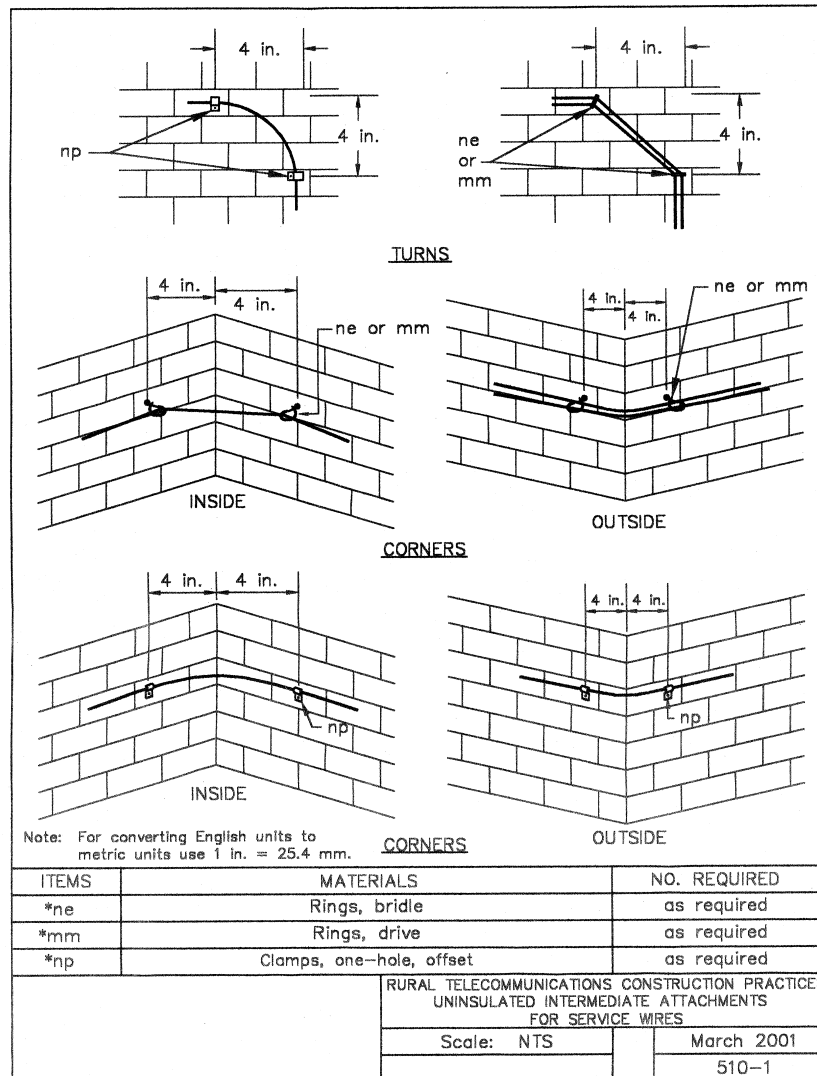 4 in.
4 in.
np
4 in.
4 in.
ne
or
mm
TURNS
4 in.
4 in.
ne or mm
INSIDE
4 in.
4 in.
ne or mm
OUTSIDE
CORNERS
4 in.
4 in.
np
INSIDE
4 in.
4 in.
np
OUTSIDE
CORNERS
Note: For converting English units to
metric units use 1 in. = 25.4 mm.
ITEMS MATERIALS NO. REQUIRED
*ne Rings, bridle as required
*mm Rings, drive as required
*np Clamps, one-hole, offset as required
RURAL TELECOMMUNICATIONS CONSTRUCTION PRACTICE
UNINSULATED INTERMEDIATE ATTACHMENTS
FOR SERVICE WIRES
Scale: NTS March 2001
510-1